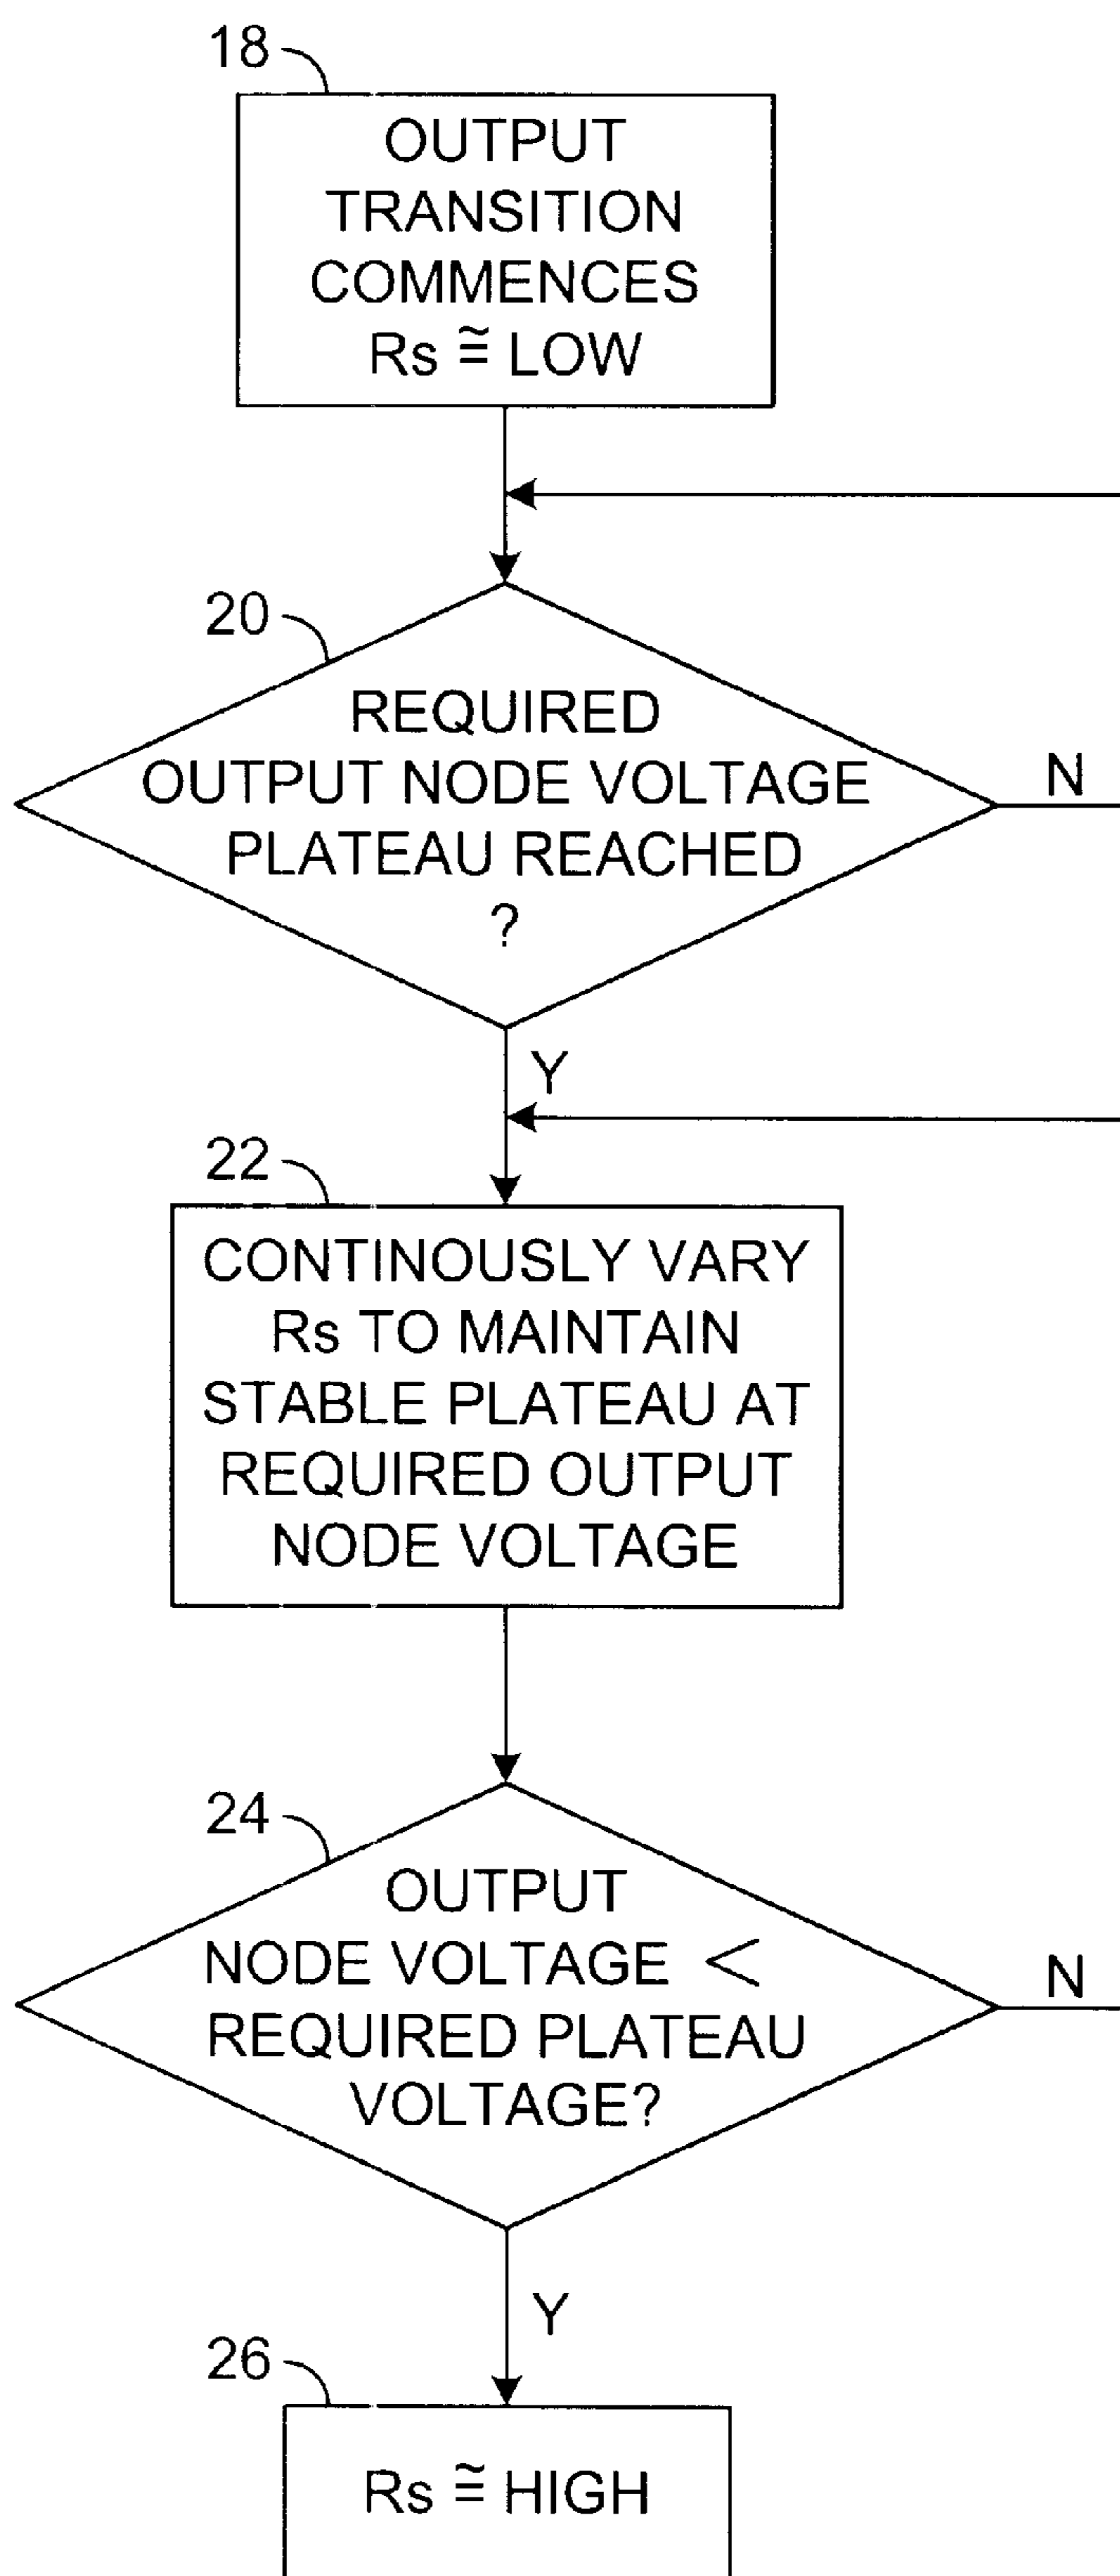 18
OUTPUT
TRANSITION
COMMENCES
Rs ≅ LOW
20
REQUIRED
OUTPUT NODE VOLTAGE
PLATEAU REACHED
?
N
Y
22
CONTINOUSLY VARY
Rs TO MAINTAIN
STABLE PLATEAU AT
REQUIRED OUTPUT
NODE VOLTAGE
24
OUTPUT
NODE VOLTAGE <
REQUIRED PLATEAU
VOLTAGE?
N
Y
26
Rs ≅ HIGH